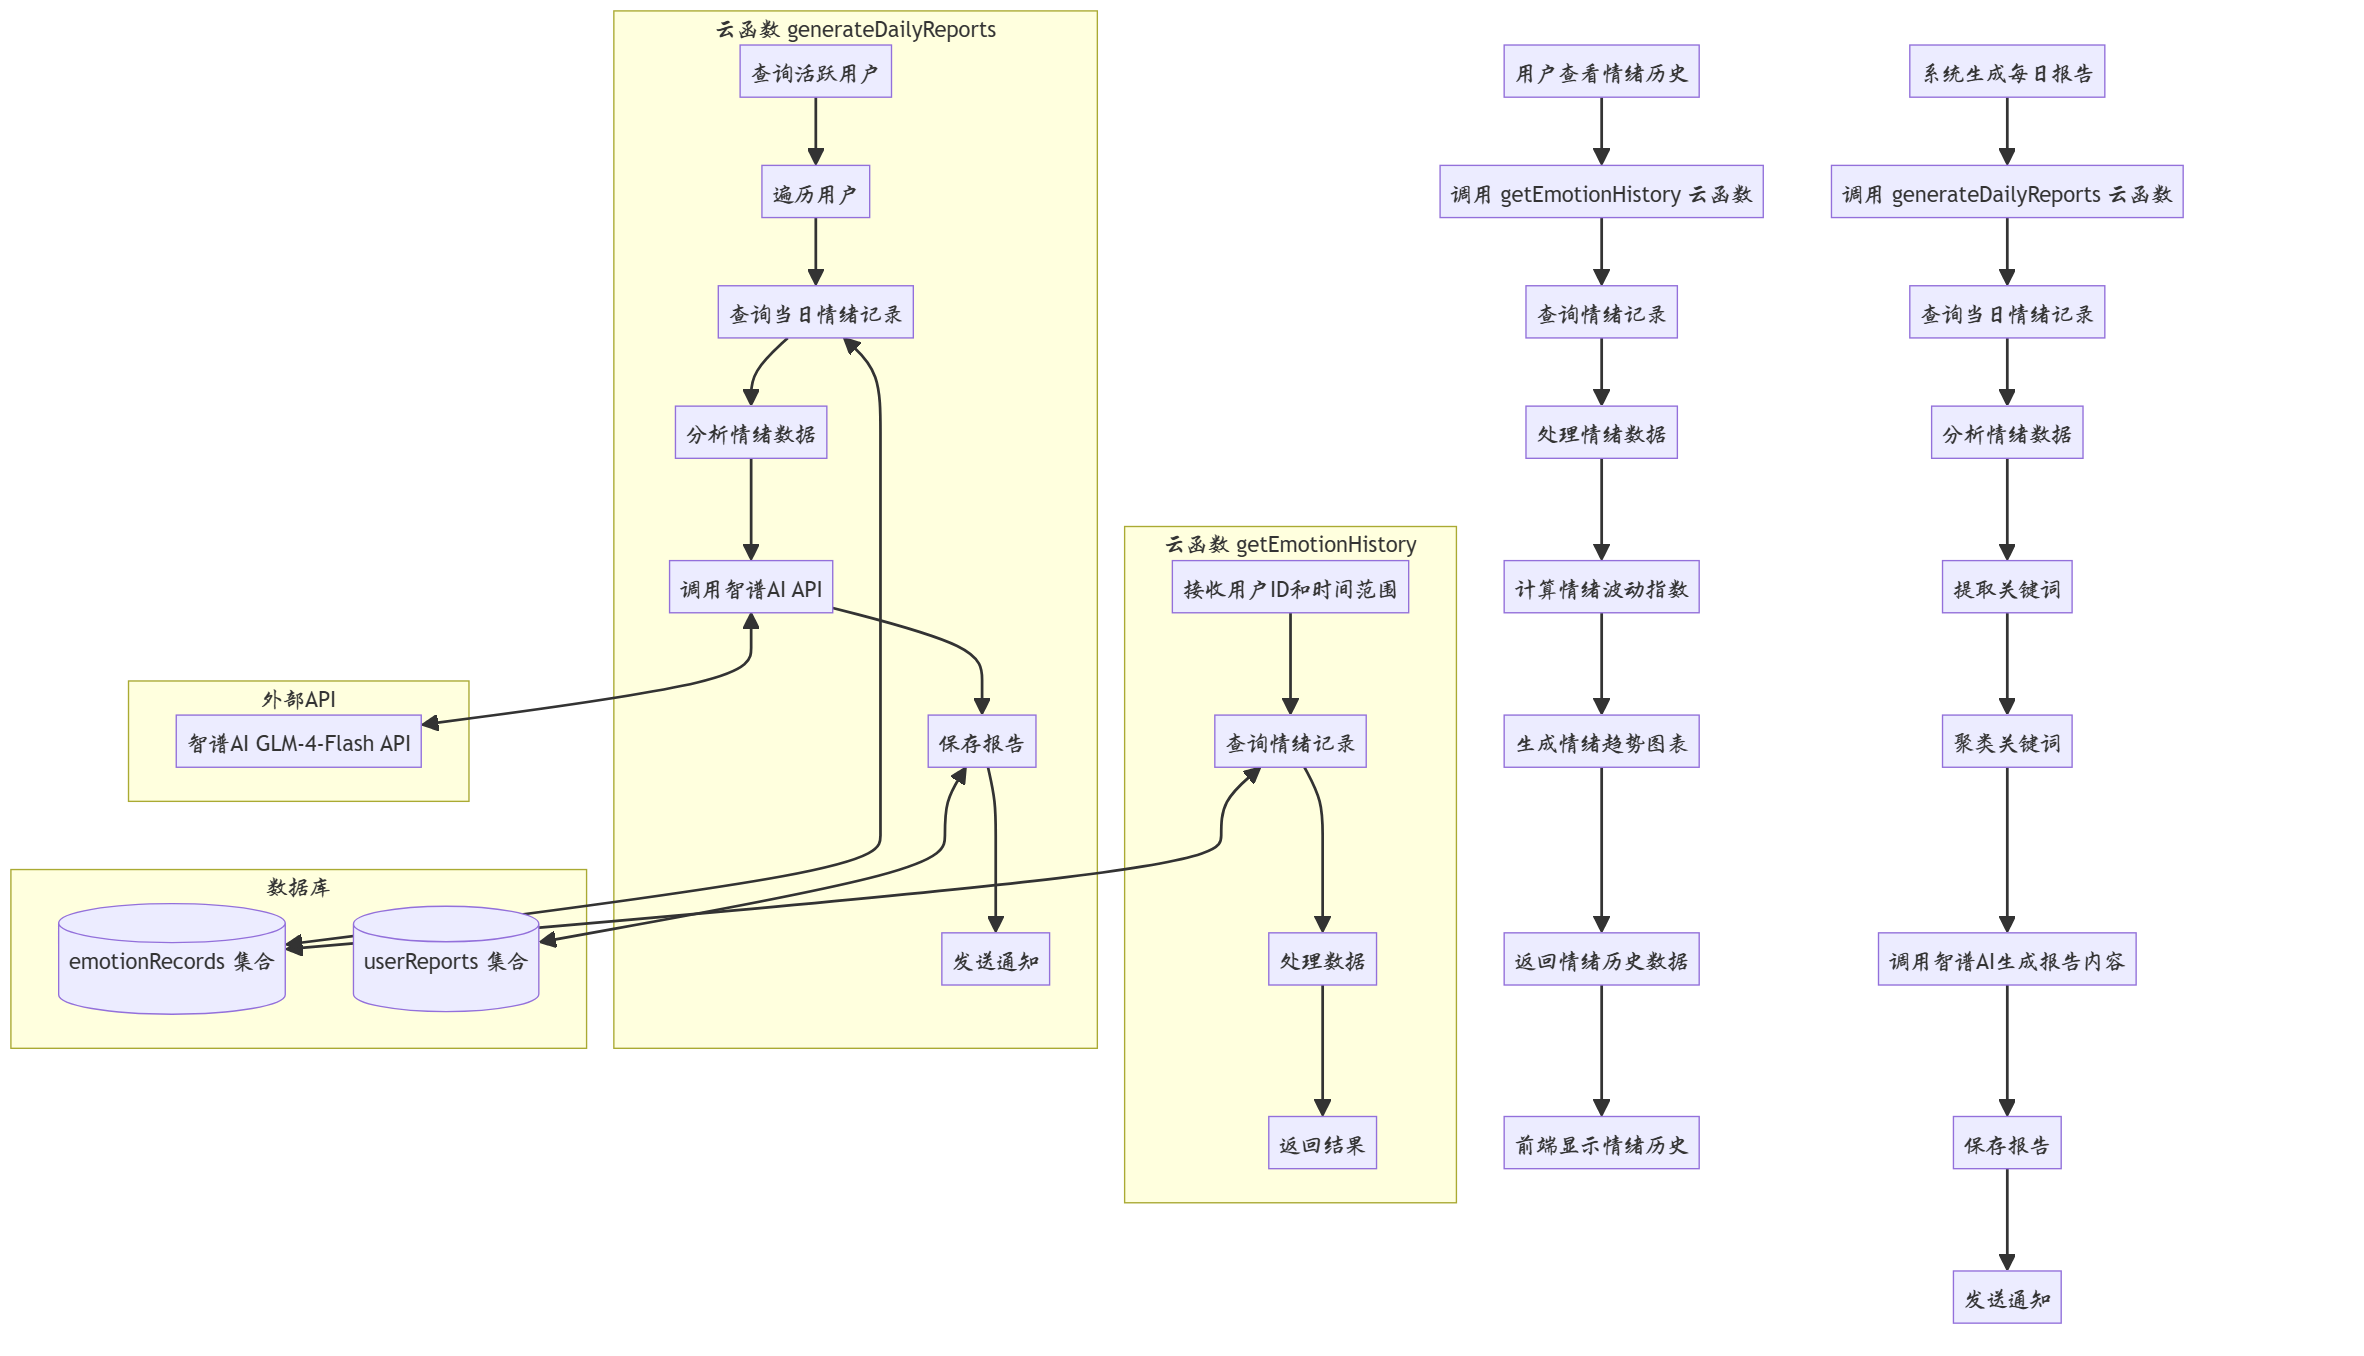 云函数 generateDailyReports
查询活跃用户
遍历用户
查询当日情绪记录
分析情绪数据
调用智谱AI API
保存报告
发送通知
外部API
智谱AI GLM-4-Flash API
数据库
emotionRecords 集合
userReports 集合
云函数 getEmotionHistory
接收用户ID和时间范围
查询情绪记录
处理数据
返回结果
用户查看情绪历史
调用 getEmotionHistory 云函数
查询情绪记录
处理情绪数据
计算情绪波动指数
生成情绪趋势图表
返回情绪历史数据
前端显示情绪历史
系统生成每日报告
调用 generateDailyReports 云函数
查询当日情绪记录
分析情绪数据
提取关键词
聚类关键词
调用智谱AI生成报告内容
保存报告
发送通知